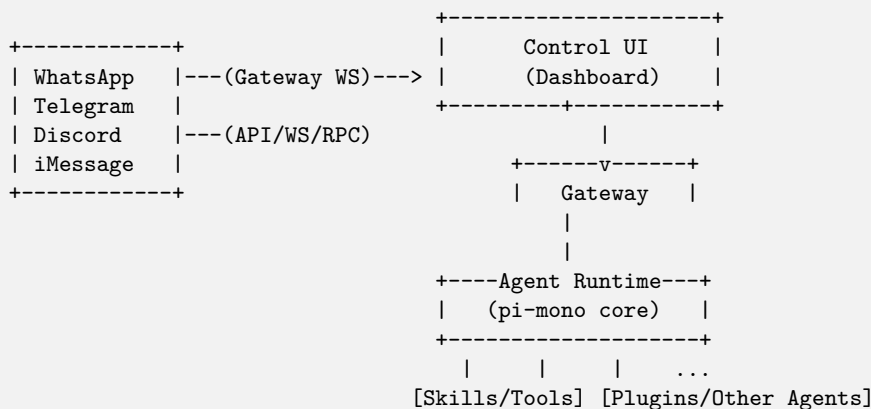 +---------------------+
+------------+ | Control UI |
| WhatsApp |---(Gateway WS)---> | (Dashboard) |
| Telegram | +---------+-----------+
| Discord |---(API/WS/RPC) |
| iMessage | +------v------+
+------------+ | Gateway |
|
|
+----Agent Runtime---+
| (pi-mono core) |
+--------------------+
| | | ...
[Skills/Tools] [Plugins/Other Agents]